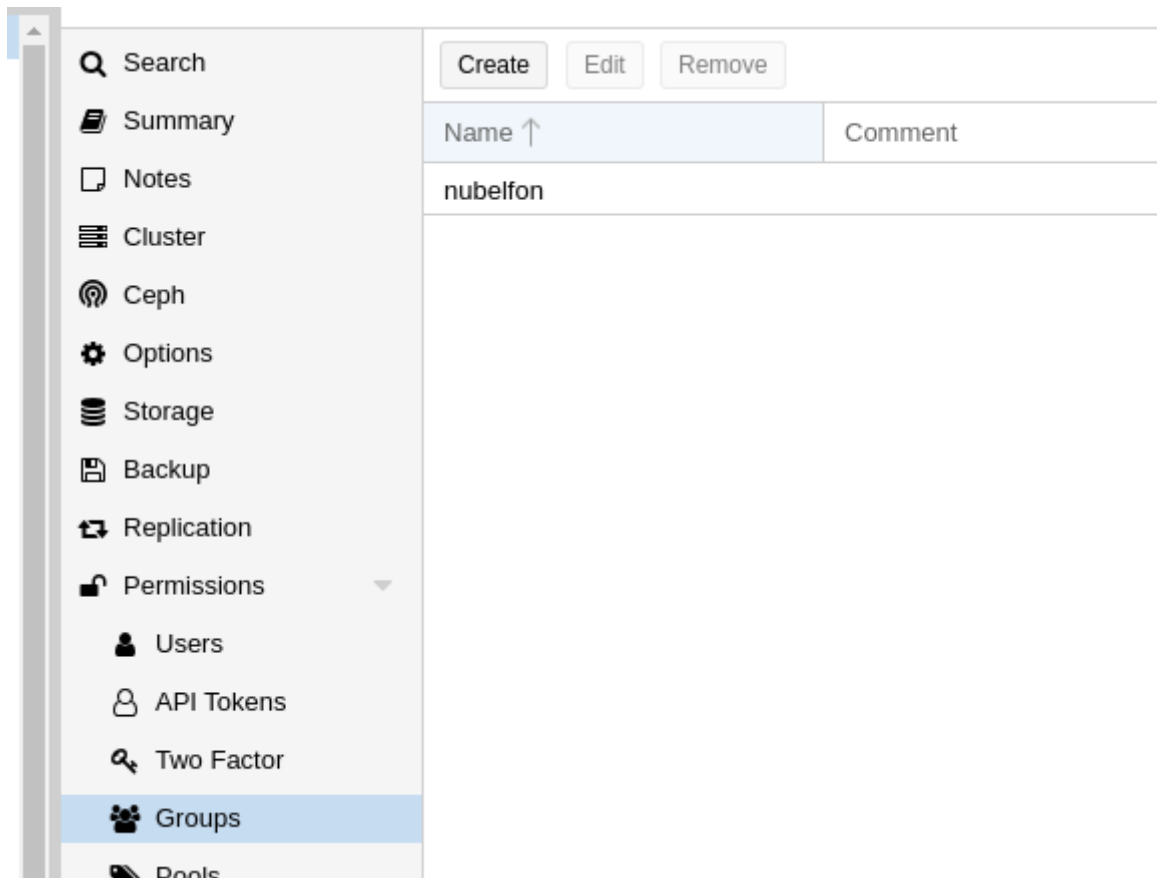 Search
Summary
Notes
Cluster
Ceph
Options
Storage
Backup
Replication
Permissions
Users
API Tokens
Two Factor
Groups
Pools
Create Edit Remove
Name Comment
nubelfon